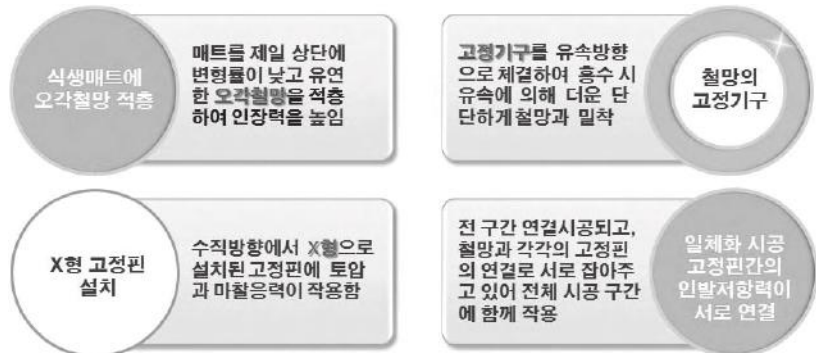 식생매트에
오각철망 적층
매트를 제일 상단에
변형률이 낮고 유연
한 오각철망을 적층
하여 인장력을 높임
고정기구를 유속방향
으로 체결하여 홍수 시
유속에 의해 더운 단
단하게철망과 밀착
철망의
고정기구
X형 고정핀
설치
수직방향에서 X형으로
설치된 고정핀에 토압
과 마찰응력이 작용함
전 구간 연결시공되고,
철망과 각각의 고정핀
의 연결로 서로 잡아주
고 있어 전체 시공 구간
에 함께 작용
일체화 시공
고정핀간의
인발저항력이
서로 연결